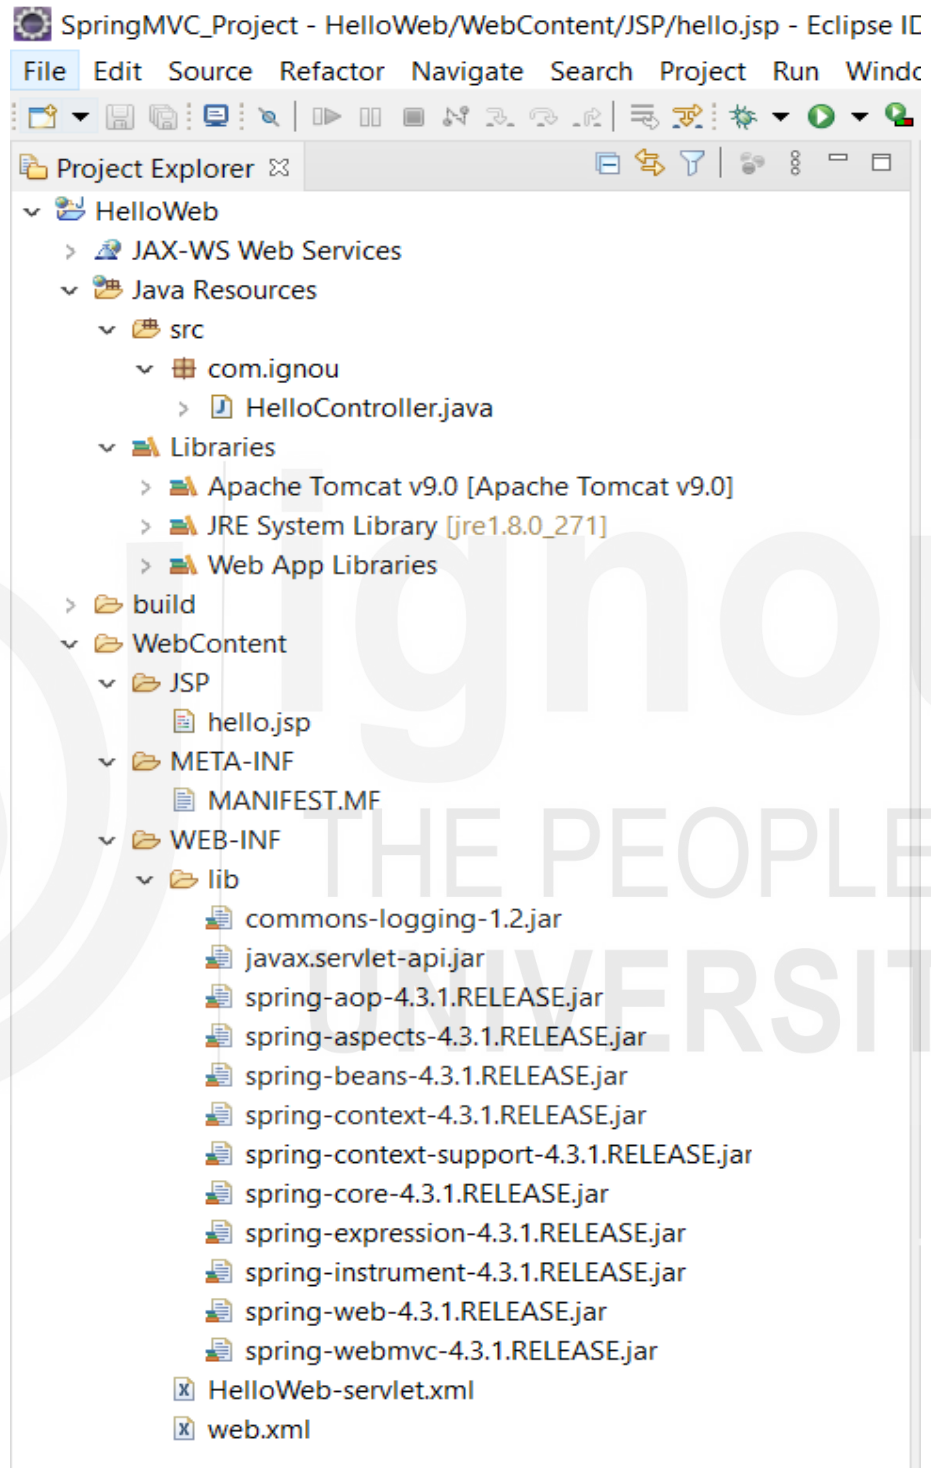 SpringMVC_Project - HelloWeb/WebContent/JSP/hello.jsp - Eclipse ID
File Edit Source Refactor Navigate Search Project Run Windo
Project Explorer
HelloWeb
JAX-WS Web Services
Java Resources
src
com.ignou
HelloController.java
Libraries
Apache Tomcat v9.0 [Apache Tomcat v9.0]
JRE System Library [jre1.8.0_271]
Web App Libraries
build
WebContent
JSP
hello.jsp
META-INF
MANIFEST.MF
WEB-INF
lib
commons-logging-1.2.jar
javax.servlet-api.jar
spring-aop-4.3.1.RELEASE.jar
spring-aspects-4.3.1.RELEASE.jar
spring-beans-4.3.1.RELEASE.jar
spring-context-4.3.1.RELEASE.jar
spring-context-support-4.3.1.RELEASE.jar
spring-core-4.3.1.RELEASE.jar
spring-expression-4.3.1.RELEASE.jar
spring-instrument-4.3.1.RELEASE.jar
spring-web-4.3.1.RELEASE.jar
spring-webmvc-4.3.1.RELEASE.jar
HelloWeb-servlet.xml
web.xml
ignou
THE PEOPLE
UNIVERSIT